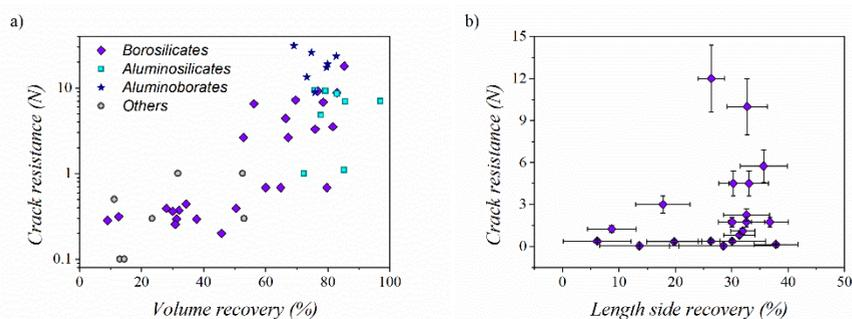 a)
Crack resistance (N)
10
1
0.1
Borosilicates
Aluminosilicates
Aluminoborates
Others
0 20 40 60 80 100
Volume recovery (%)
b)
Crack resistance (N)
15
12
9
6
3
0
0 10 20 30 40 50
Length side recovery (%)